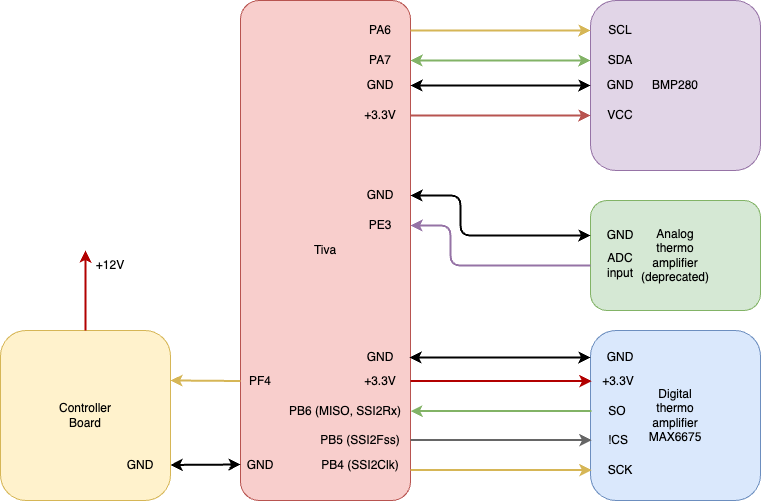 PA6
SCL
PA7
SDA
GND
GND
BMP280
+3.3V
VCC
GND
PE3
GND
ADC
input
Analog
thermo
amplifier
(deprecated)
Tiva
+12V
GND
GND
PF4
+3.3V
+3.3V
PB6 (MISO, SSI2Rx)
SO
PB5 (SSI2Fss)
!CS
PB4 (SSI2Clk)
SCK
Digital
thermo
amplifier
MAX6675
Controller
Board
GND
GND